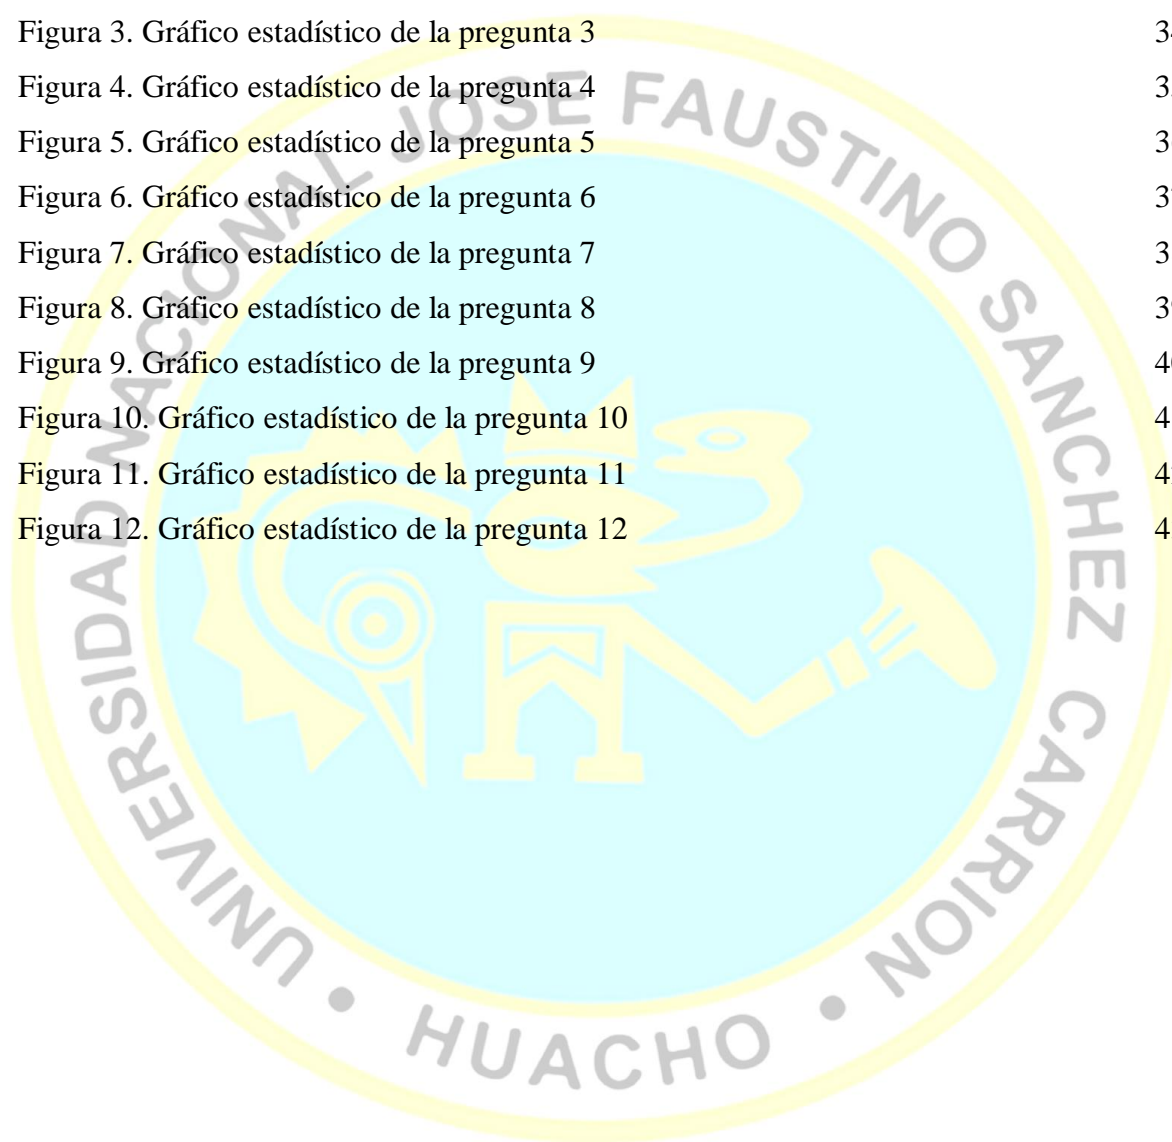 Figura 3. Gráfico estadístico de la pregunta 3
Figura 4. Gráfico estadístico de la pregunta 4
Figura 5. Gráfico estadístico de la pregunta 5
Figura 6. Gráfico estadístico de la pregunta 6
Figura 7. Gráfico estadístico de la pregunta 7
Figura 8. Gráfico estadístico de la pregunta 8
Figura 9. Gráfico estadístico de la pregunta 9
Figura 10. Gráfico estadístico de la pregunta 10
Figura 11. Gráfico estadístico de la pregunta 11
Figura 12. Gráfico estadístico de la pregunta 12
UNIVERSIDAD NACIONAL JOSE FAUSTINO SANCHEZ CARRION
• HUACHO •